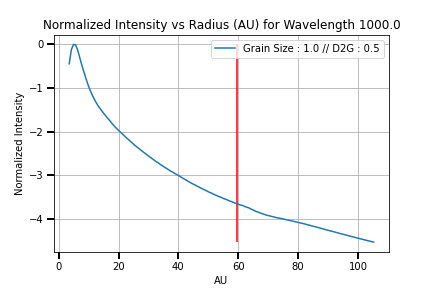 Normalized Intensity vs Radius (AU) for Wavelength 1000.0
Grain Size : 1.0 // D2G : 0.5
Normalized Intensity
0
−1
−2
−3
−4
0 20 40 60 80 100
AU